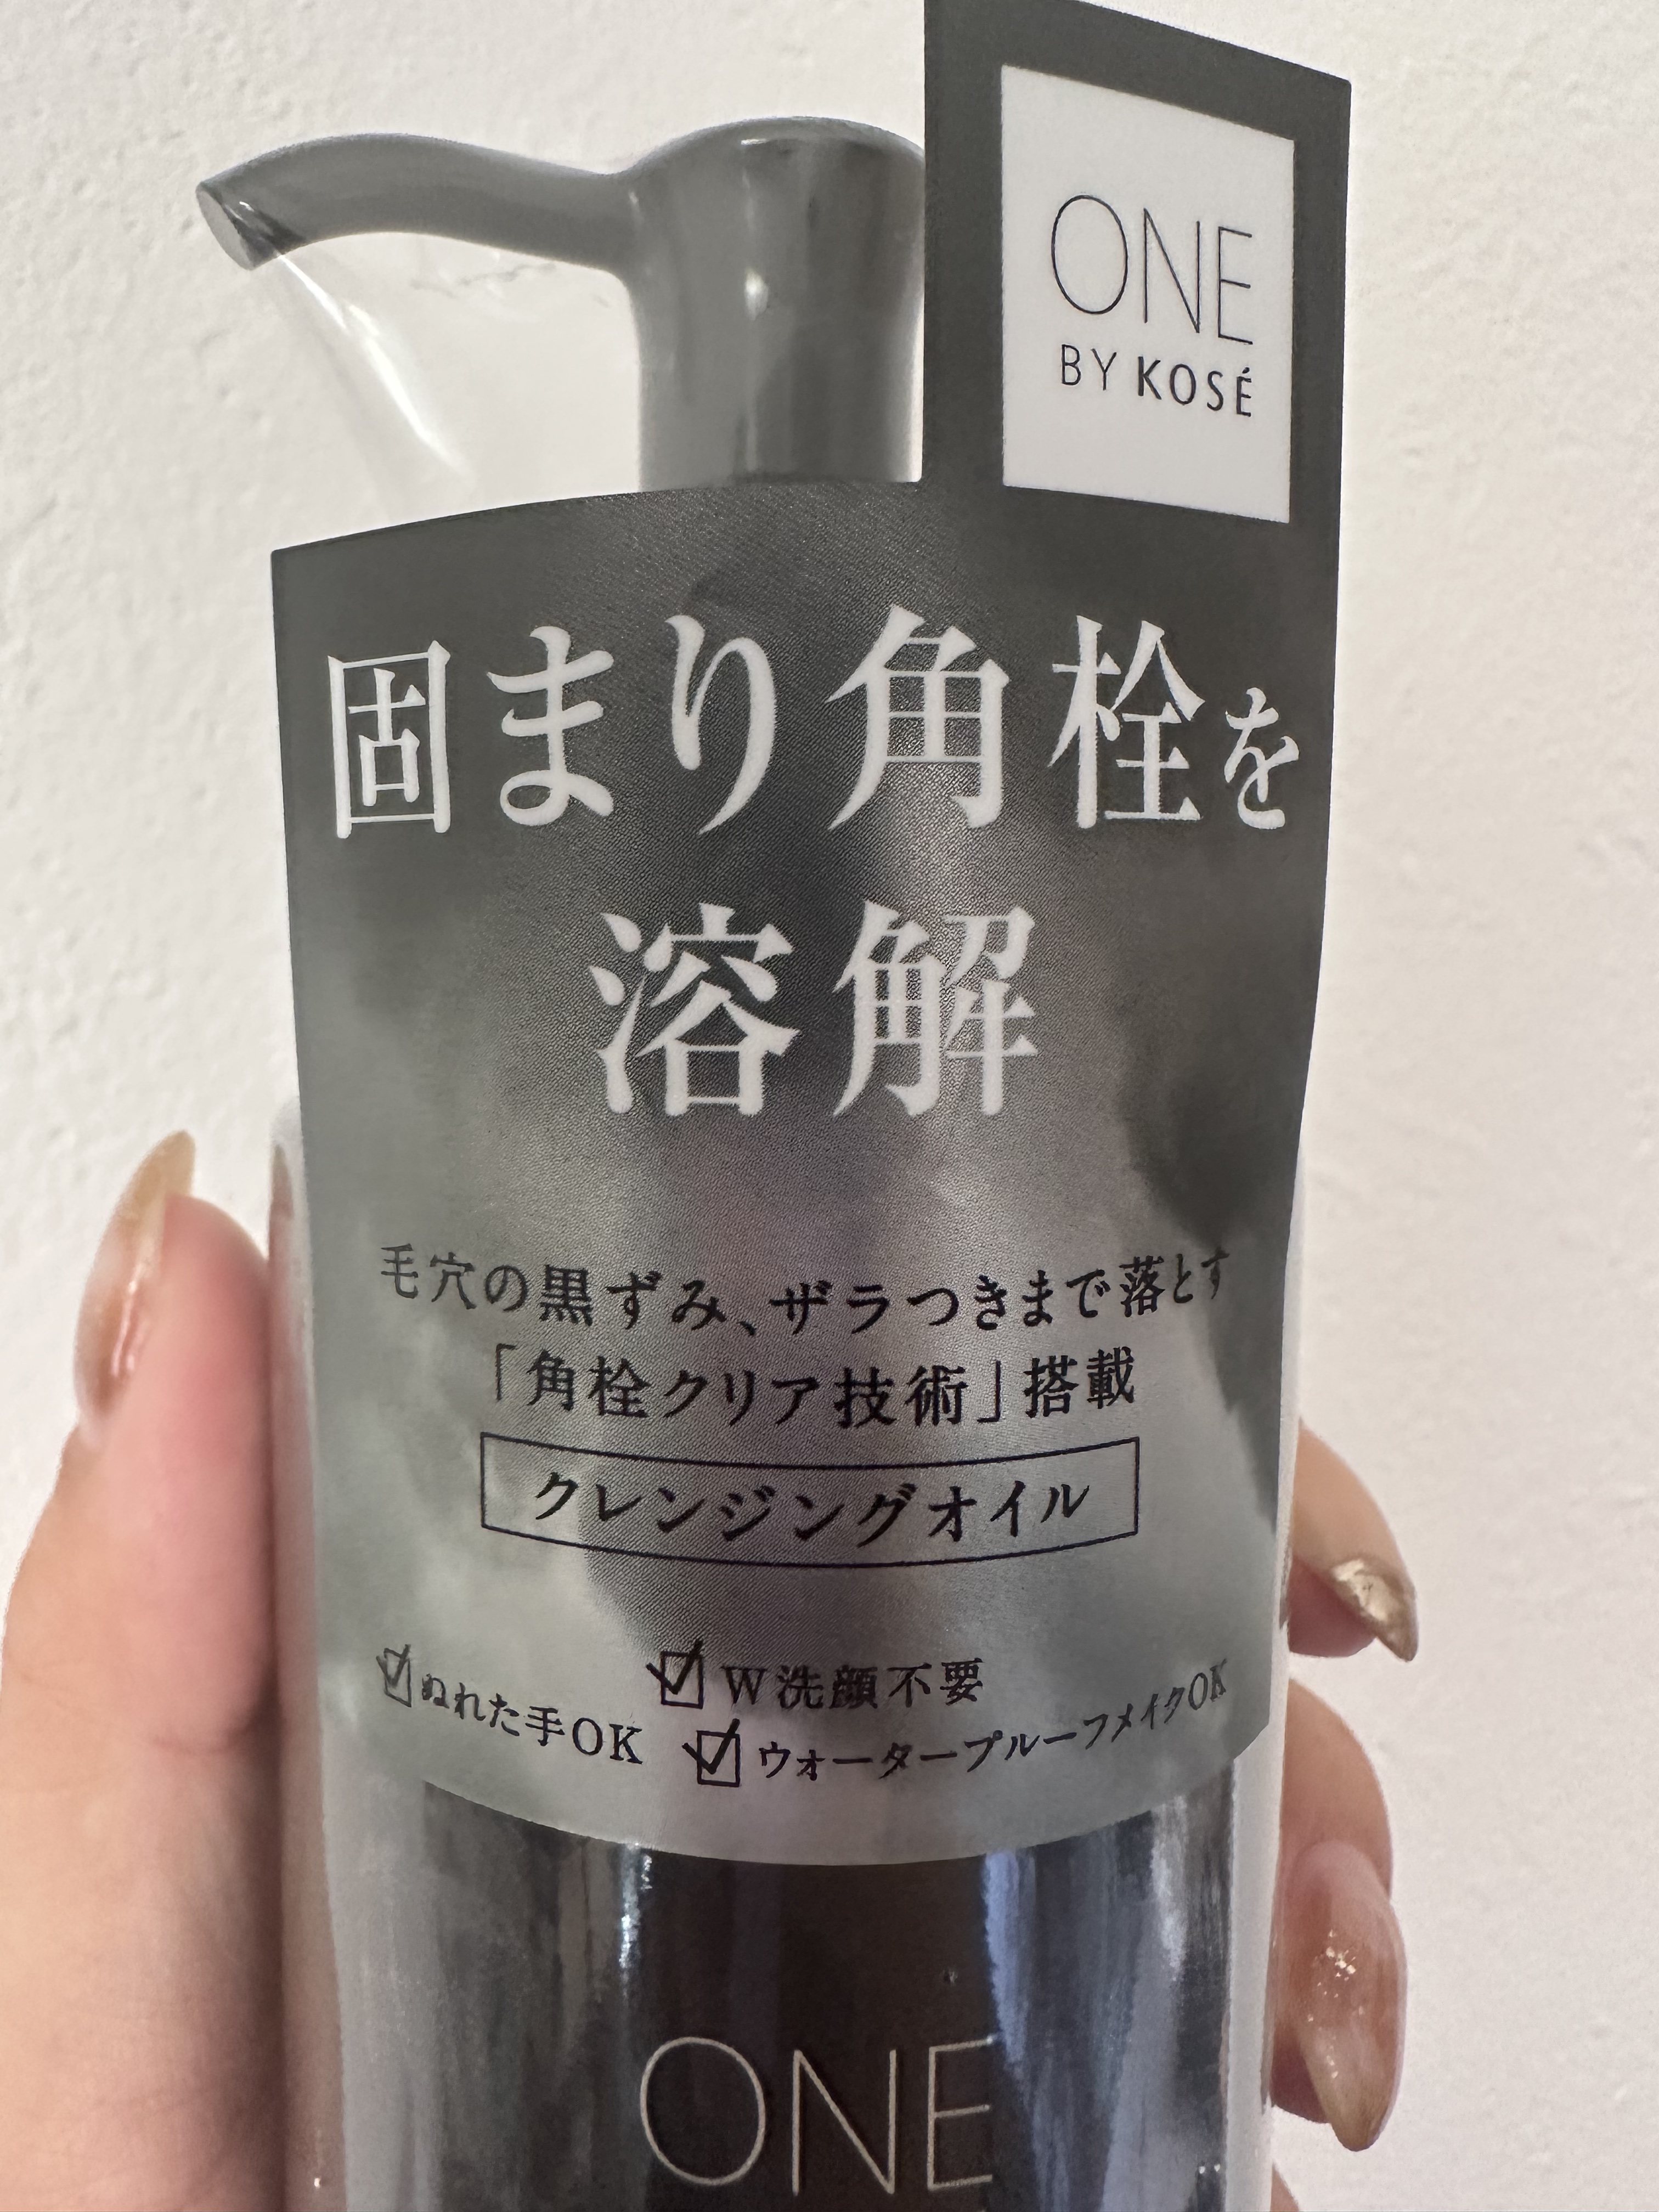 ONE
BY KOSÉ
固まり角栓を
溶解
毛穴の黒ずみ、ザラつきまで落とす
「角栓クリア技術」搭載
クレンジングオイル
W洗顔不要
ぬれた手OK
ウォータープルーフメイクOK
ONE